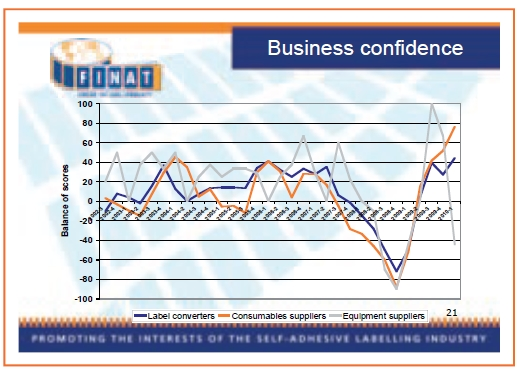 Business confidence
FINAT
100
80
60
40
20
0
-20
-40
-60
-80
-100
Balance of scores
Label converters Consumables suppliers Equipment suppliers
21
PROMOTING THE INTERESTS OF THE SELF-ADHESIVE LABELLING INDUSTRY